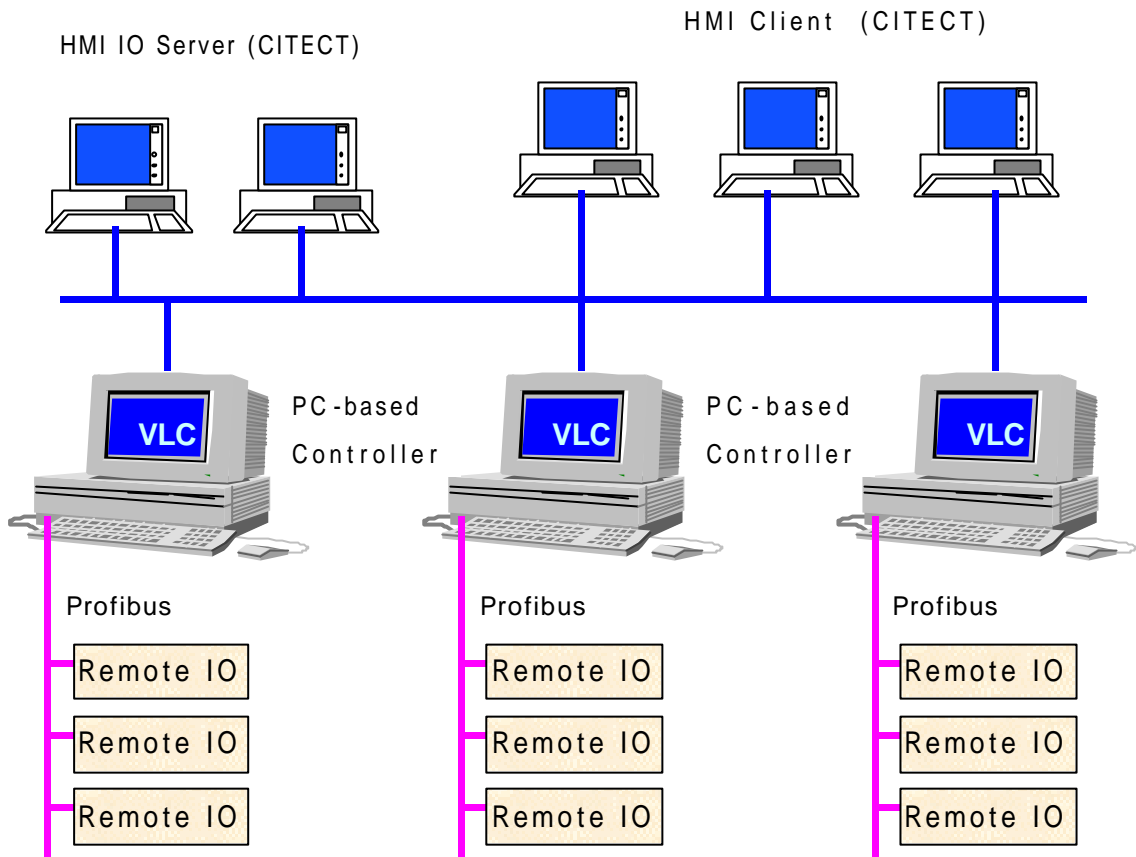 HMI IO Server (CITECT)
HMI Client (CITECT)
VLC
PC-based
Controller
VLC
PC-based
Controller
VLC
Profibus
Profibus
Profibus
Remote IO
Remote IO
Remote IO
Remote IO
Remote IO
Remote IO
Remote IO
Remote IO
Remote IO